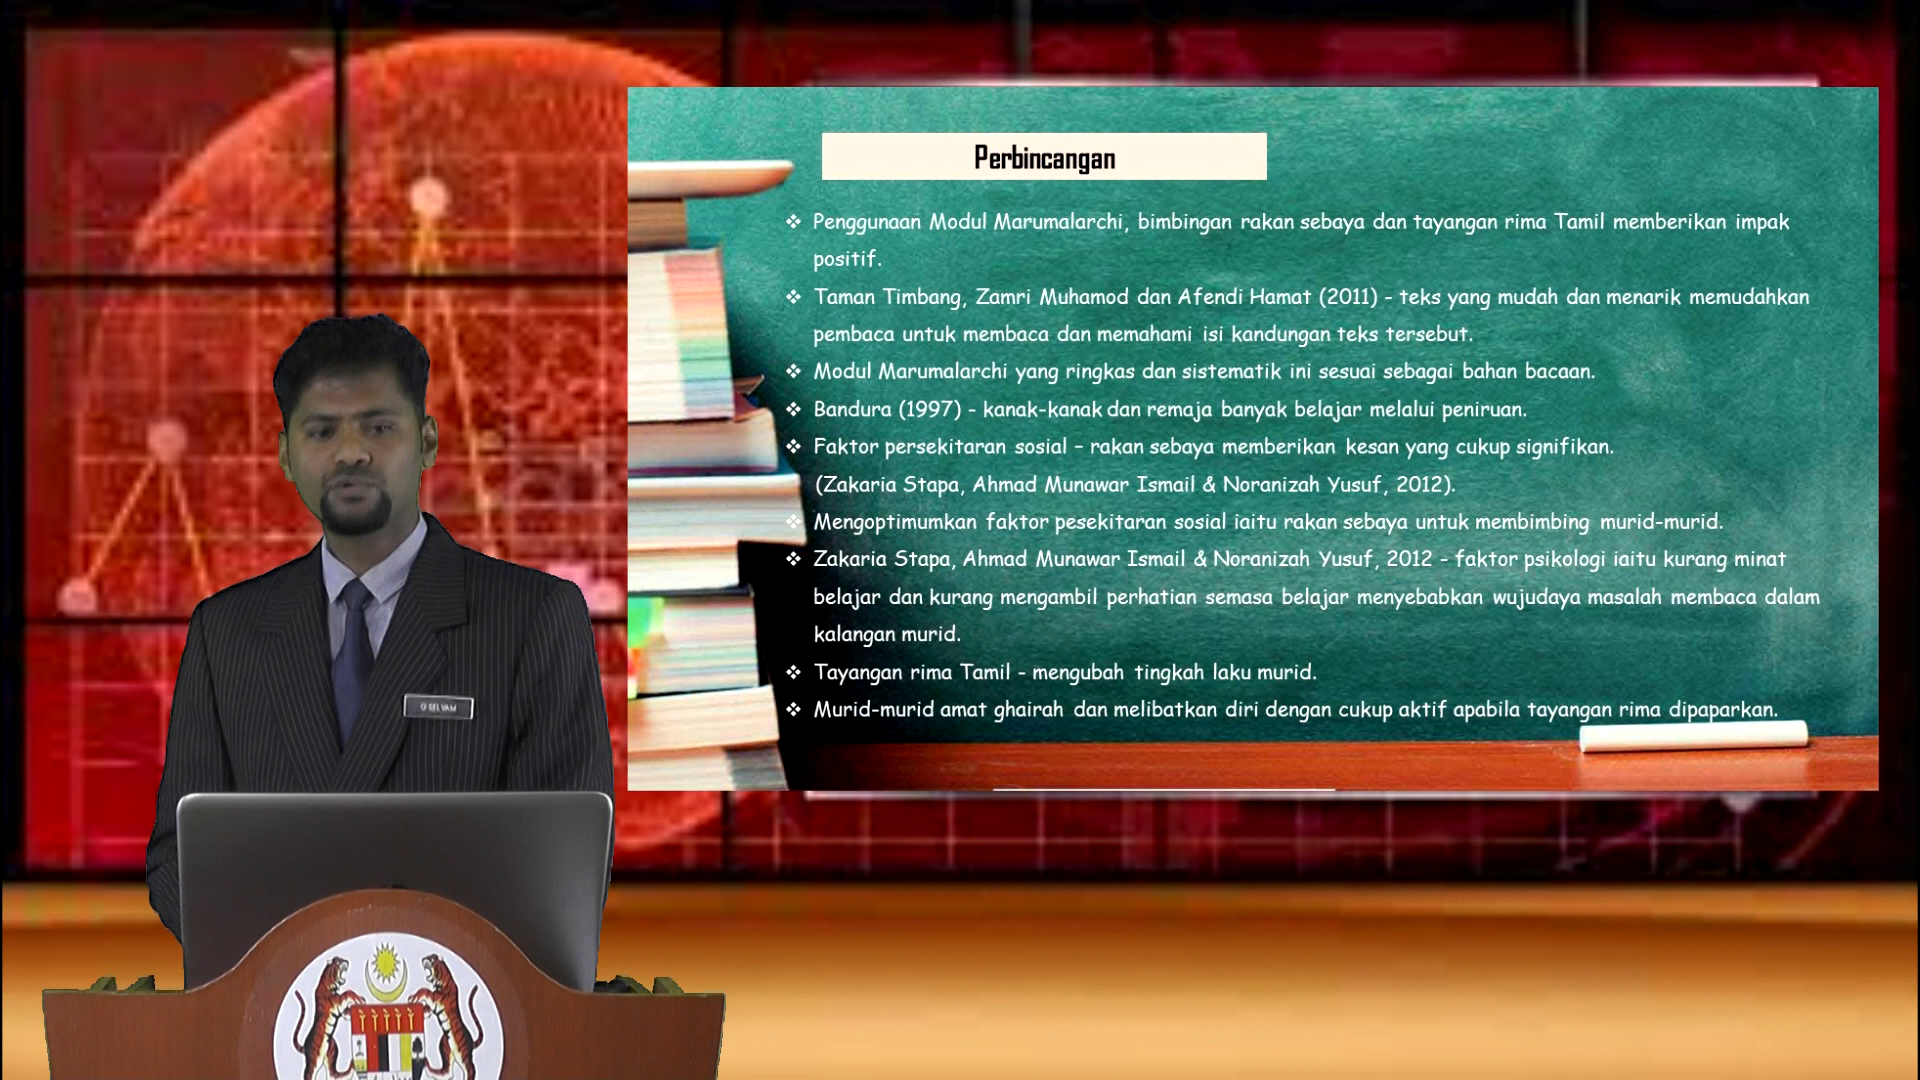 Perbincangan
❖ Penggunaan Modul Marumalarchi, bimbingan rakan sebaya dan tayangan rima Tamil memberikan impak
positif.
❖ Taman Timbang, Zamri Muhamod dan Afendi Hamat (2011) - teks yang mudah dan menarik memudahkan
pembaca untuk membaca dan memahami isi kandungan teks tersebut.
❖ Modul Marumalarchi yang ringkas dan sistematik ini sesuai sebagai bahan bacaan.
❖ Bandura (1997) - kanak-kanak dan remaja banyak belajar melalui peniruan.
❖ Faktor persekitaran sosial – rakan sebaya memberikan kesan yang cukup signifikan.
(Zakaria Stapa, Ahmad Munawar Ismail & Noranizah Yusuf, 2012).
❖ Mengoptimumkan faktor pesekitaran sosial iaitu rakan sebaya untuk membimbing murid-murid.
❖ Zakaria Stapa, Ahmad Munawar Ismail & Noranizah Yusuf, 2012 - faktor psikologi iaitu kurang minat
belajar dan kurang mengambil perhatian semasa belajar menyebabkan wujudaya masalah membaca dalam
kalangan murid.
❖ Tayangan rima Tamil - mengubah tingkah laku murid.
❖ Murid-murid amat ghairah dan melibatkan diri dengan cukup aktif apabila tayangan rima dipaparkan.
G SELVAM